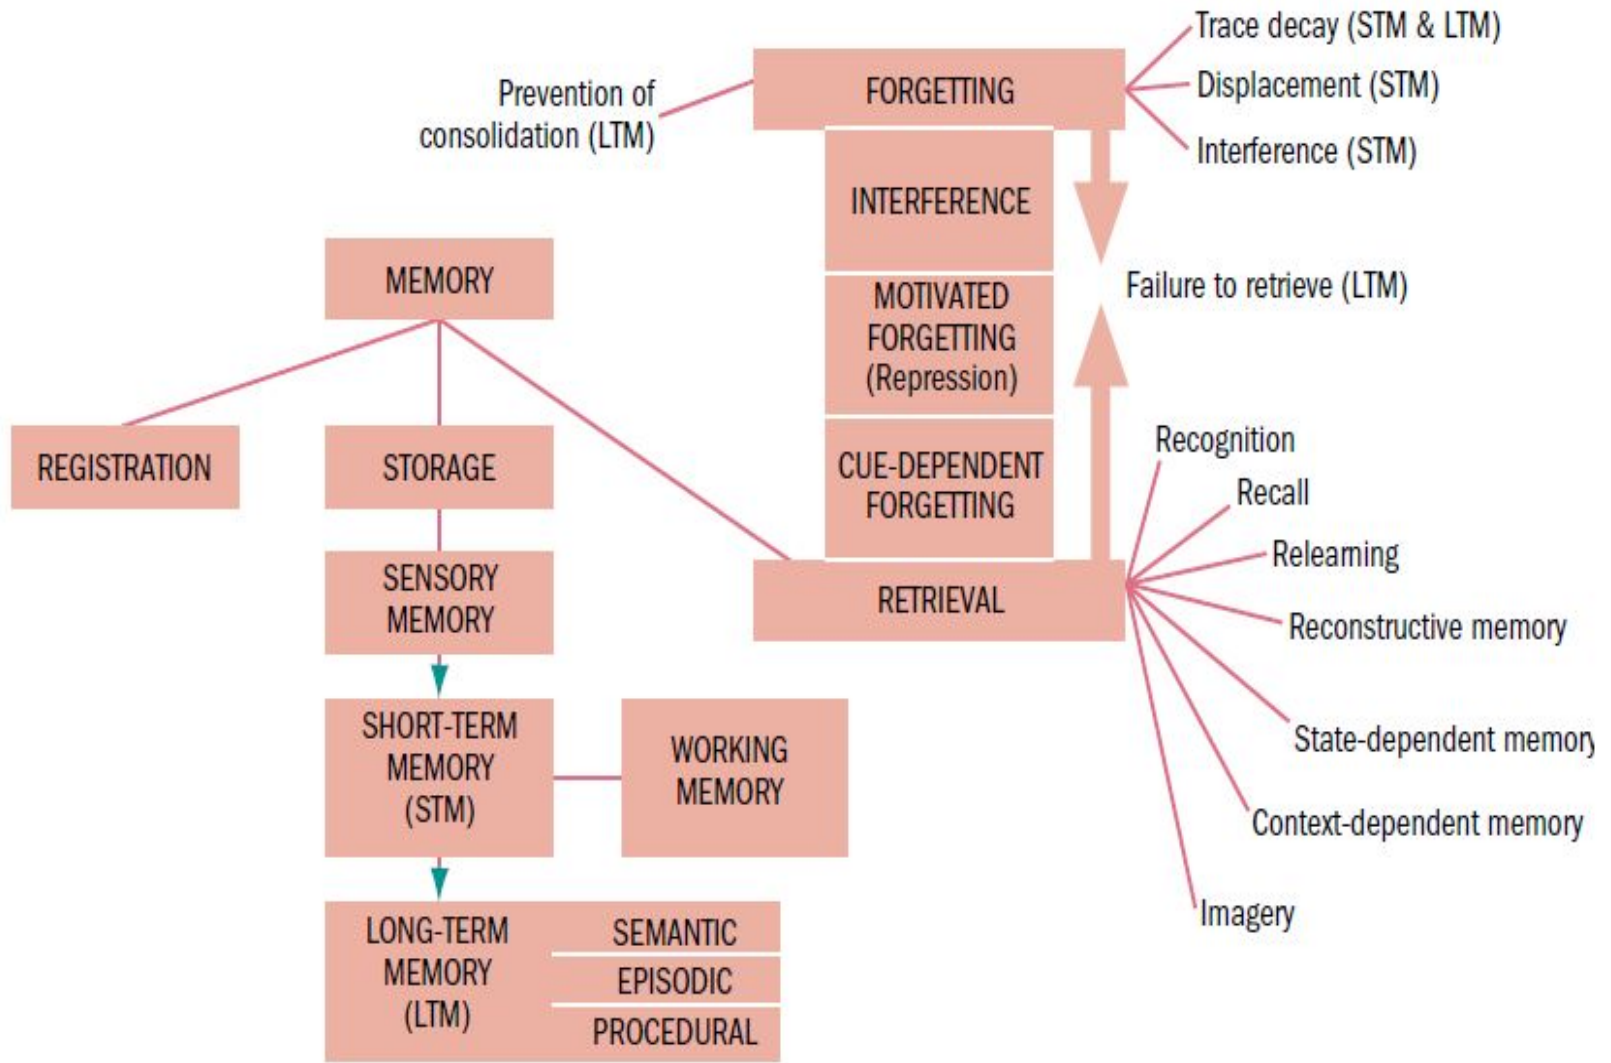 Trace decay (STM & LTM)
Displacement (STM)
Interference (STM)
FORGETTING
Prevention of
consolidation (LTM)
INTERFERENCE
MOTIVATED
FORGETTING
(Repression)
CUE-DEPENDENT
FORGETTING
Failure to retrieve (LTM)
MEMORY
REGISTRATION
STORAGE
RETRIEVAL
Recognition
Recall
Relearning
Reconstructive memory
State-dependent memory
Context-dependent memory
Imagery
SENSORY
MEMORY
SHORT-TERM
MEMORY
(STM)
WORKING
MEMORY
LONG-TERM
MEMORY
(LTM)
SEMANTIC
EPISODIC
PROCEDURAL